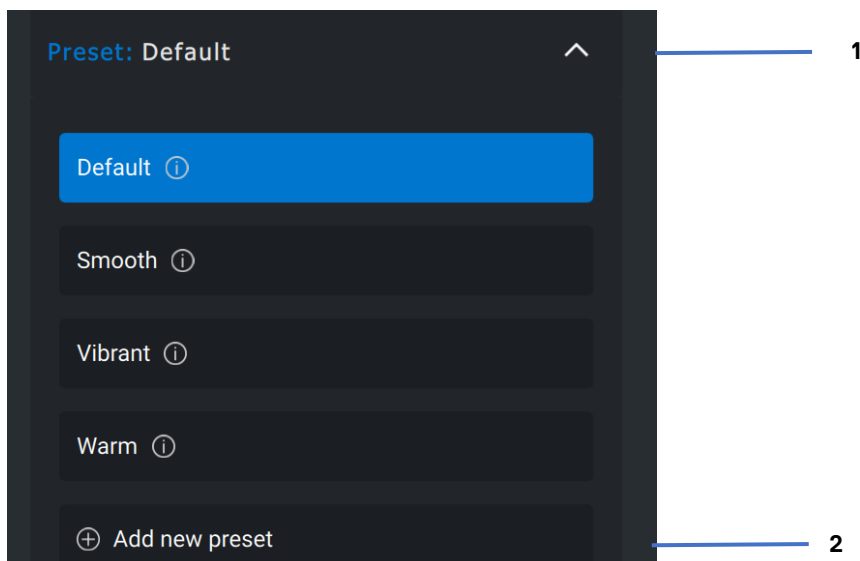 Preset: Default
1
Default
Smooth
Vibrant
Warm
Add new preset
2